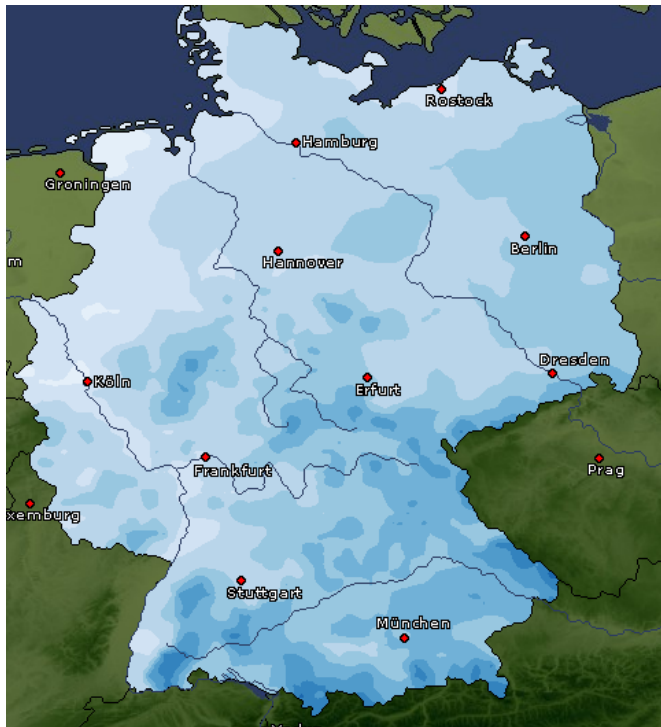 Rostock
Hamburg
Groningen
Berlin
Hannover
m
Dresden
Köln
Erfurt
Frankfurt
Prag
xemburg
Stuttgart
München